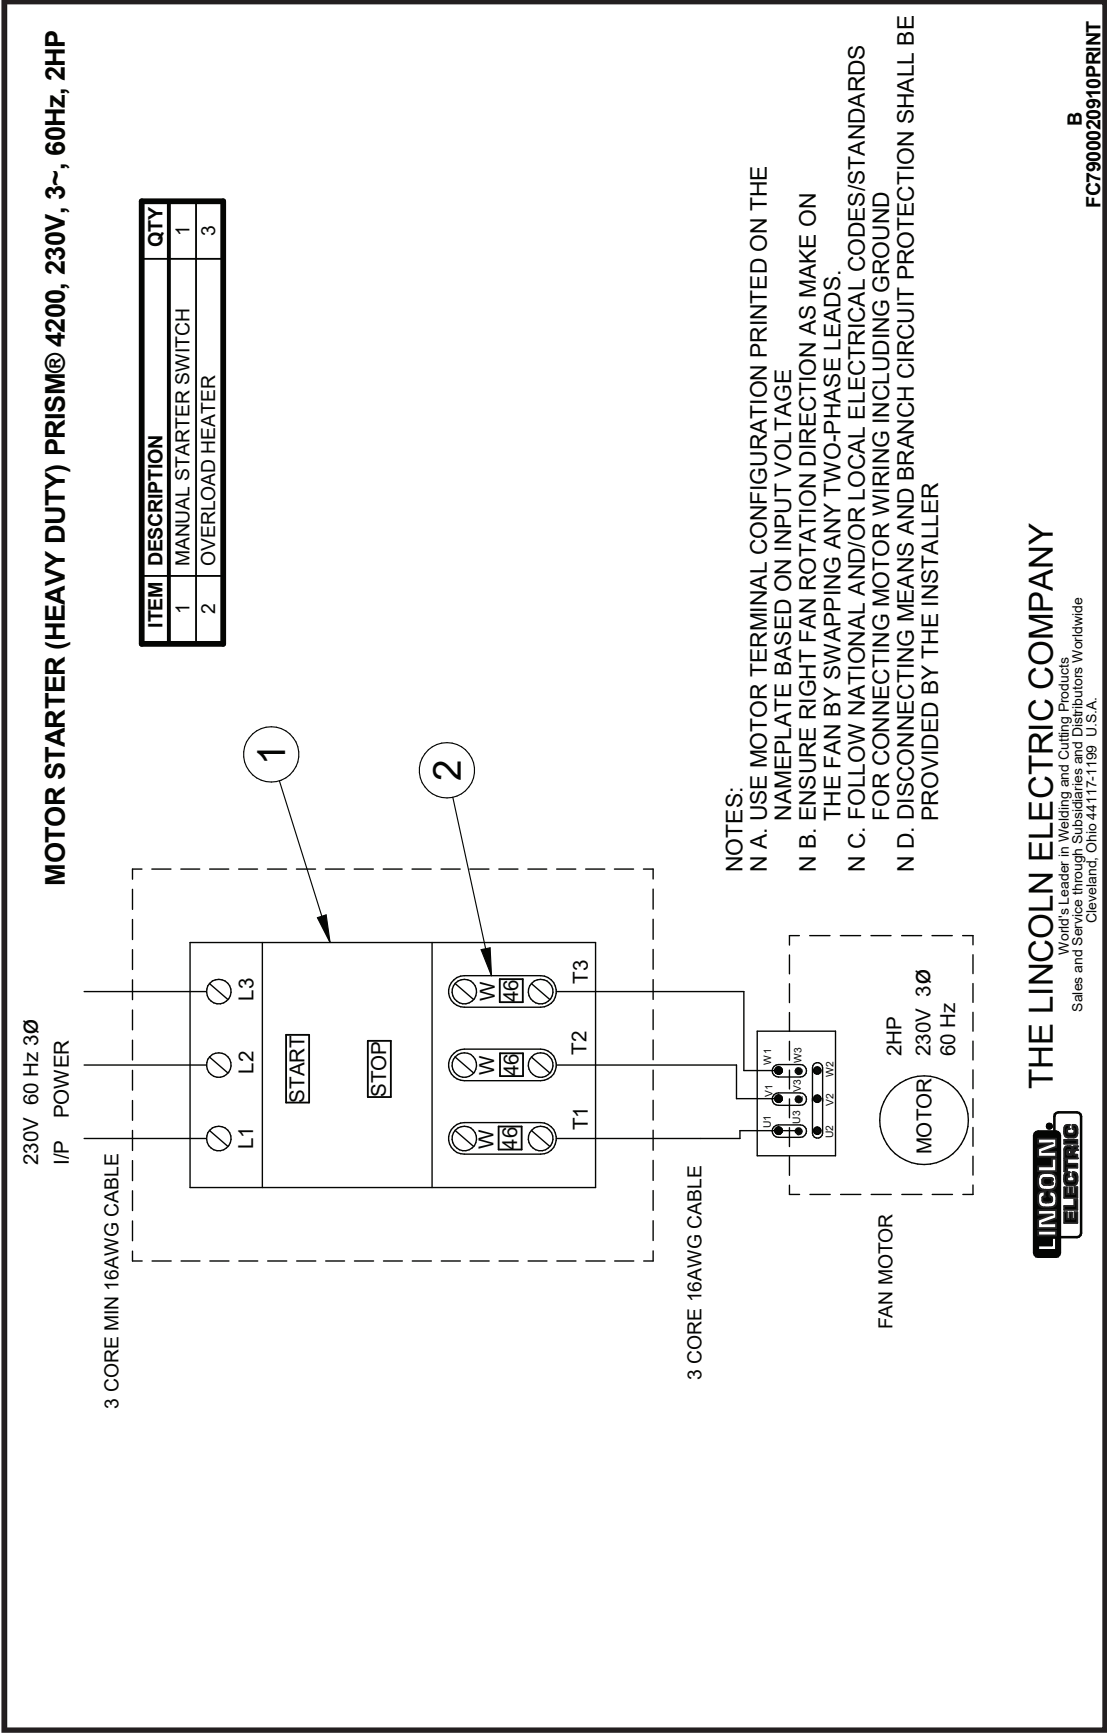 MOTOR STARTER (HEAVY DUTY) PRISM® 4200, 230V, 3~, 60Hz, 2HP
230V 60 Hz 3Ø
I/P POWER
3 CORE MIN 16AWG CABLE
ITEM DESCRIPTION QTY
1 MANUAL STARTER SWITCH 1
2 OVERLOAD HEATER 3
L1 L2 L3
START
STOP
1
2
W W W
46 46 46
T1 T2 T3
3 CORE 16AWG CABLE
U1 V1 W1
U3 V3 W3
U2 V2 W2
FAN MOTOR
MOTOR
2HP
230V 3Ø
60 Hz
NOTES:
N A. USE MOTOR TERMINAL CONFIGURATION PRINTED ON THE
NAMEPLATE BASED ON INPUT VOLTAGE
N B. ENSURE RIGHT FAN ROTATION DIRECTION AS MAKE ON
THE FAN BY SWAPPING ANY TWO-PHASE LEADS.
N C. FOLLOW NATIONAL AND/OR LOCAL ELECTRICAL CODES/STANDARDS
FOR CONNECTING MOTOR WIRING INCLUDING GROUND
N D. DISCONNECTING MEANS AND BRANCH CIRCUIT PROTECTION SHALL BE
PROVIDED BY THE INSTALLER
LINCOLN
ELECTRIC
THE LINCOLN ELECTRIC COMPANY
World's Leader in Welding and Cutting Products
Sales and Service through Subsidiaries and Distributors Worldwide
Cleveland, Ohio 44117-1199 U.S.A.
B
FC7900020910PRINT